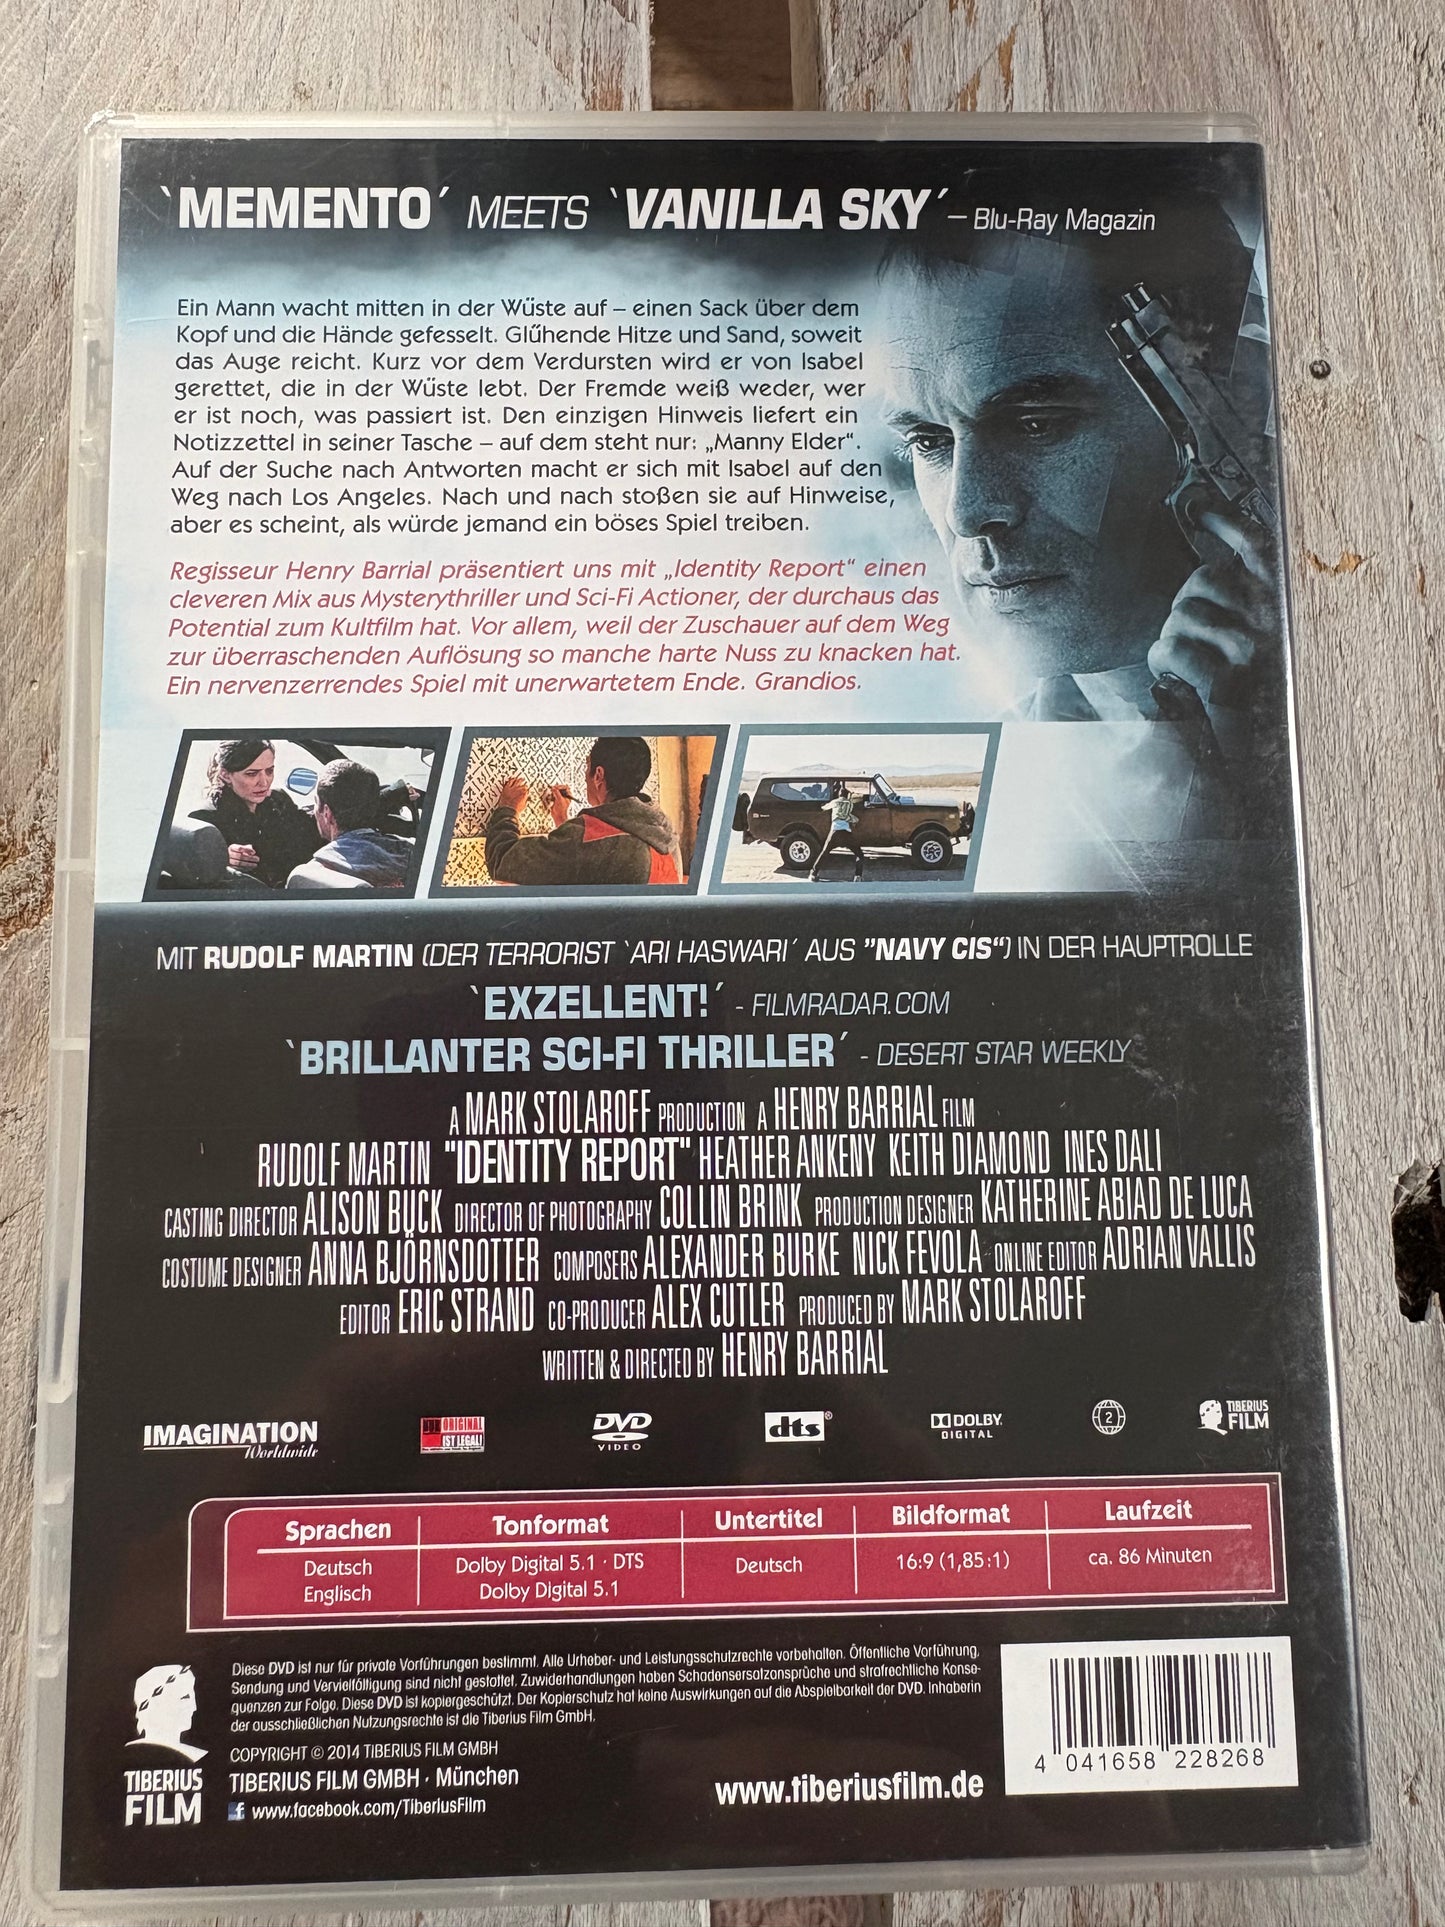 `MEMENTO´ MEETS `VANILLA SKY´ – Blu-Ray Magazin
Ein Mann wacht mitten in der Wüste auf – einen Sack über dem
Kopf und die Hände gefesselt. Glühende Hitze und Sand, soweit
das Auge reicht. Kurz vor dem Verdursten wird er von Isabel
gerettet, die in der Wüste lebt. Der Fremde weiß weder, wer
er ist noch, was passiert ist. Den einzigen Hinweis liefert ein
Notizzettel in seiner Tasche – auf dem steht nur: „Manny Elder“.
Auf der Suche nach Antworten macht er sich mit Isabel auf den
Weg nach Los Angeles. Nach und nach stoßen sie auf Hinweise,
aber es scheint, als würde jemand ein böses Spiel treiben.
Regisseur Henry Barrial präsentiert uns mit „Identity Report“ einen
cleveren Mix aus Mysterythriller und Sci-Fi Actioner, der durchaus das
Potential zum Kultfilm hat. Vor allem, weil der Zuschauer auf dem Weg
zur überraschenden Auflösung so manche harte Nuss zu knacken hat.
Ein nervenzerrendes Spiel mit unerwartetem Ende. Grandios.
MIT RUDOLF MARTIN (DER TERRORIST `ARI HASWARI´ AUS ”NAVY CIS“) IN DER HAUPTROLLE
`EXZELLENT!´ - FILMRADAR.COM
`BRILLANTER SCI-FI THRILLER´ - DESERT STAR WEEKLY
A MARK STOLAROFF PRODUCTION A HENRY BARRIAL FILM
RUDOLF MARTIN "IDENTITY REPORT" HEATHER ANKENY KEITH DIAMOND INES DALI
CASTING DIRECTOR ALISON BUCK DIRECTOR OF PHOTOGRAPHY COLLIN BRINK PRODUCTION DESIGNER KATHERINE ABIAD DE LUCA
COSTUME DESIGNER ANNA BJÖRNSDOTTER COMPOSERS ALEXANDER BURKE NICK FEVOLA ONLINE EDITOR ADRIAN VALLIS
EDITOR ERIC STRAND CO-PRODUCER ALEX CUTLER PRODUCED BY MARK STOLAROFF
WRITTEN & DIRECTED BY HENRY BARRIAL
IMAGINATION Worldwide
NUR ORIGINAL IST LEGAL!
DVD VIDEO
dts®
DOLBY DIGITAL
2
TIBERIUS FILM
Sprachen Tonformat Untertitel Bildformat Laufzeit
Deutsch Dolby Digital 5.1 · DTS Deutsch 16:9 (1,85:1) ca. 86 Minuten
Englisch Dolby Digital 5.1
Diese DVD ist nur für private Vorführungen bestimmt. Alle Urheber- und Leistungsschutzrechte vorbehalten. Öffentliche Vorführung,
Sendung und Vervielfälligung sind nicht gestattet. Zuwiderhandlungen haben Schadensersatzansprüche und strafrechtliche Konse-
quenzen zur Folge. Diese DVD ist kopiergeschützt. Der Kopierschutz hat keine Auswirkungen auf die Abspielbarkeit der DVD. Inhaberin
der ausschließlichen Nutzungsrechte ist die Tiberius Film GmbH.
COPYRIGHT © 2014 TIBERIUS FILM GMBH
TIBERIUS FILM GMBH · München
f www.facebook.com/TiberiusFilm
TIBERIUS
FILM
www.tiberiusfilm.de
4 041658 228268